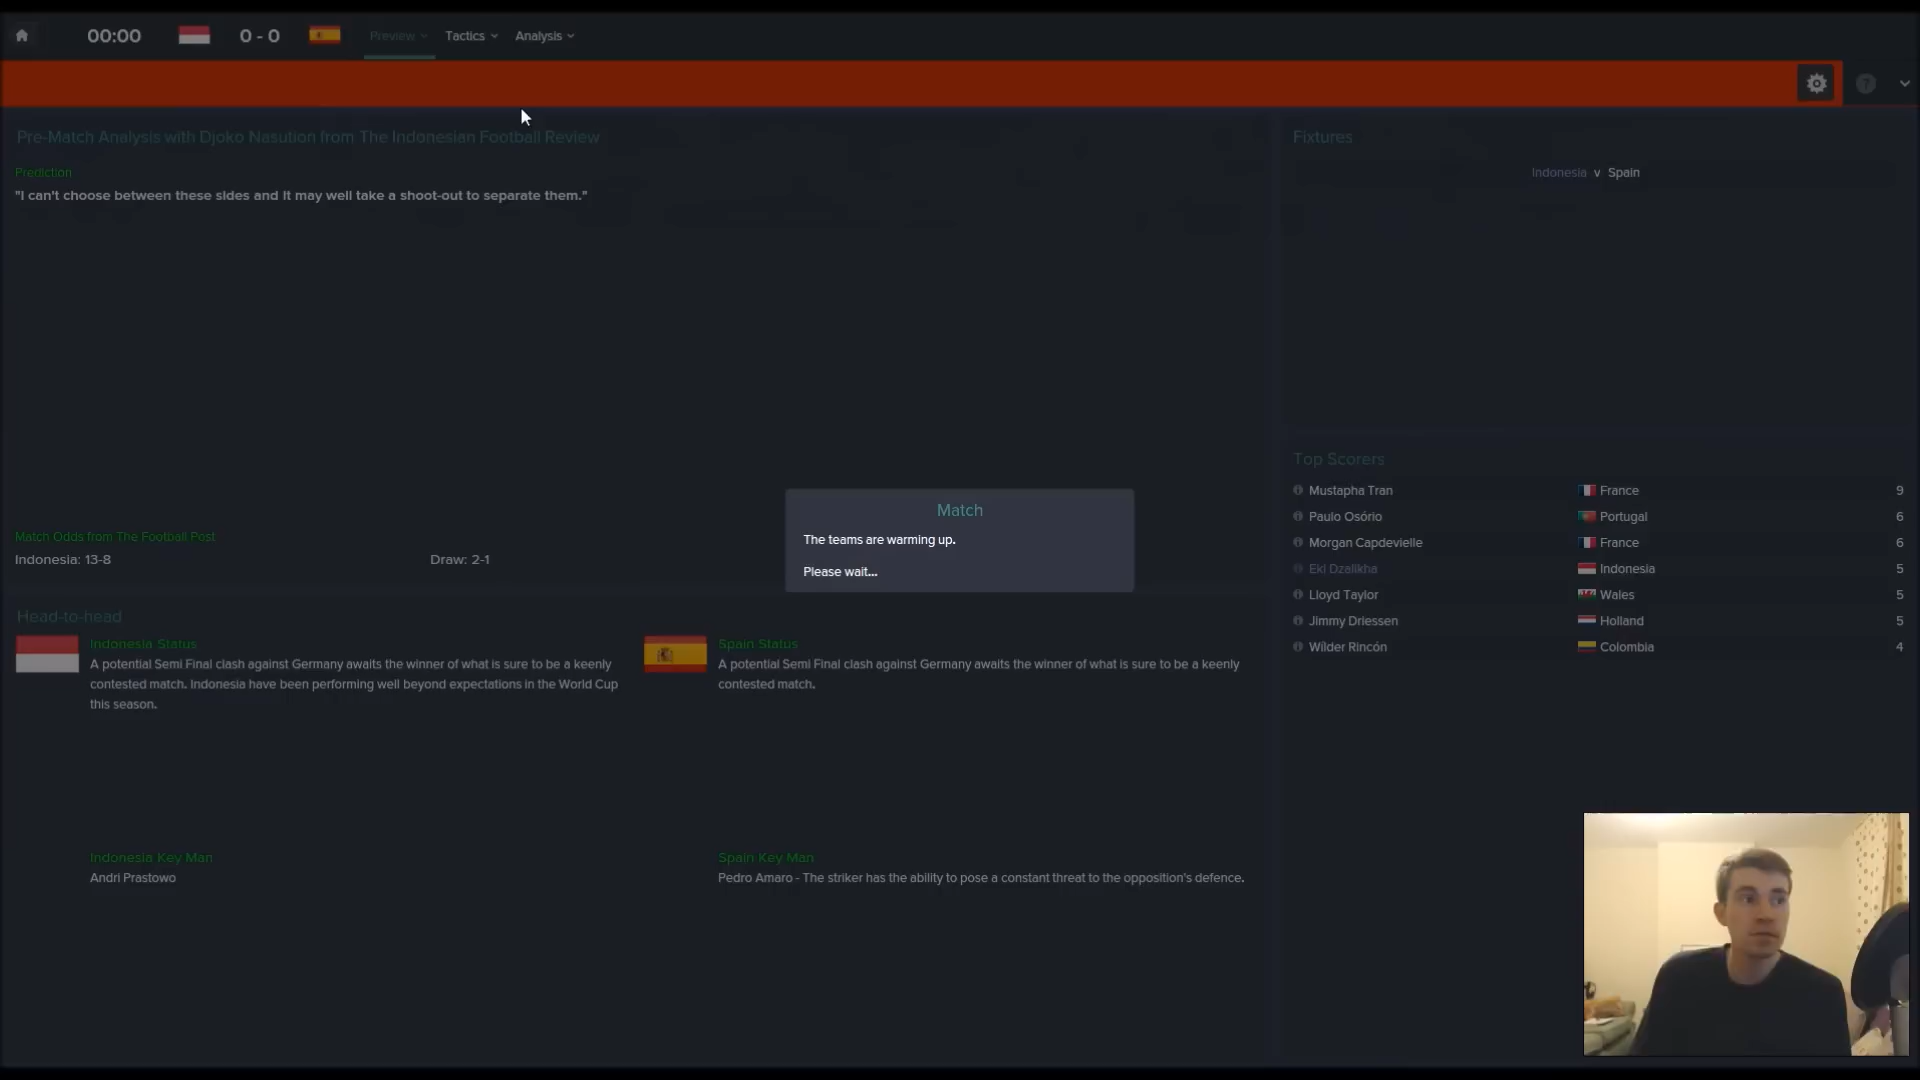 00:00 0 - 0 Preview Tactics Analysis
?
Pre-Match Analysis with Djoko Nasution from The Indonesian Football Review
Prediction
"I can't choose between these sides and it may well take a shoot-out to separate them."
Match Odds from The Football Post
Indonesia: 13-8 Draw: 2-1
Match
The teams are warming up.
Please wait...
Head-to-head
Indonesia Status
A potential Semi Final clash against Germany awaits the winner of what is sure to be a keenly
contested match. Indonesia have been performing well beyond expectations in the World Cup
this season.
Spain Status
A potential Semi Final clash against Germany awaits the winner of what is sure to be a keenly
contested match.
Indonesia Key Man
Andri Prastowo
Spain Key Man
Pedro Amaro - The striker has the ability to pose a constant threat to the opposition's defence.
Fixtures
Indonesia v Spain
Top Scorers
Mustapha Tran France 9
Paulo Osório Portugal 6
Morgan Capdevielle France 6
Eki Dzalikha Indonesia 5
Lloyd Taylor Wales 5
Jimmy Driessen Holland 5
Wílder Rincón Colombia 4